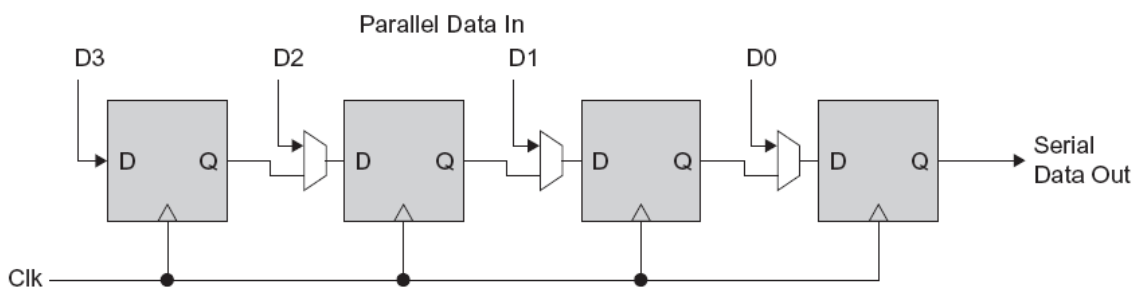 Parallel Data In
D3
D2
D1
D0
D
Q
D
Q
D
Q
D
Q
Serial
Data Out
Clk